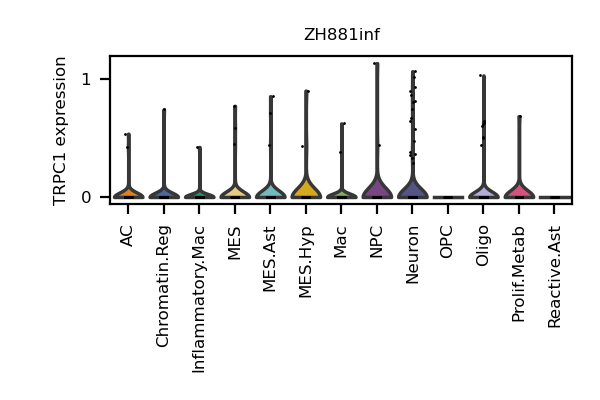 ZH881inf
TRPC1 expression
1
0
AC
Chromatin.Reg
Inflammatory.Mac
MES
MES.Ast
MES.Hyp
Mac
NPC
Neuron
OPC
Oligo
Prolif.Metab
Reactive.Ast